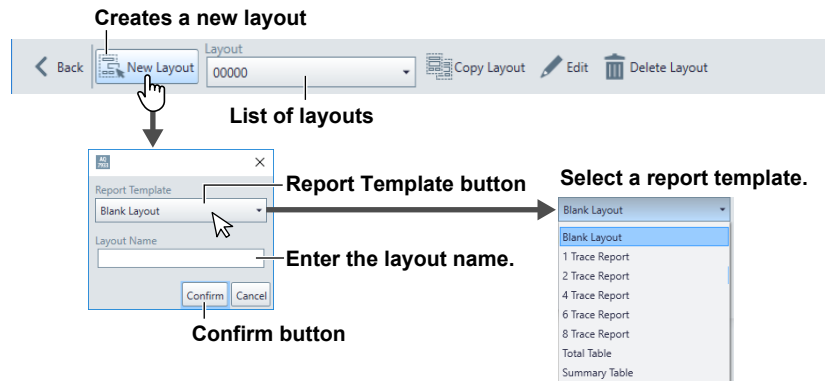 Creates a new layout
Back
New Layout
Layout
00000
Copy Layout
Edit
Delete Layout
List of layouts
AQ
7933
Report Template
Blank Layout
Layout Name
Confirm
Cancel
Report Template button
Enter the layout name.
Confirm button
Select a report template.
Blank Layout
Blank Layout
1 Trace Report
2 Trace Report
4 Trace Report
6 Trace Report
8 Trace Report
Total Table
Summary Table